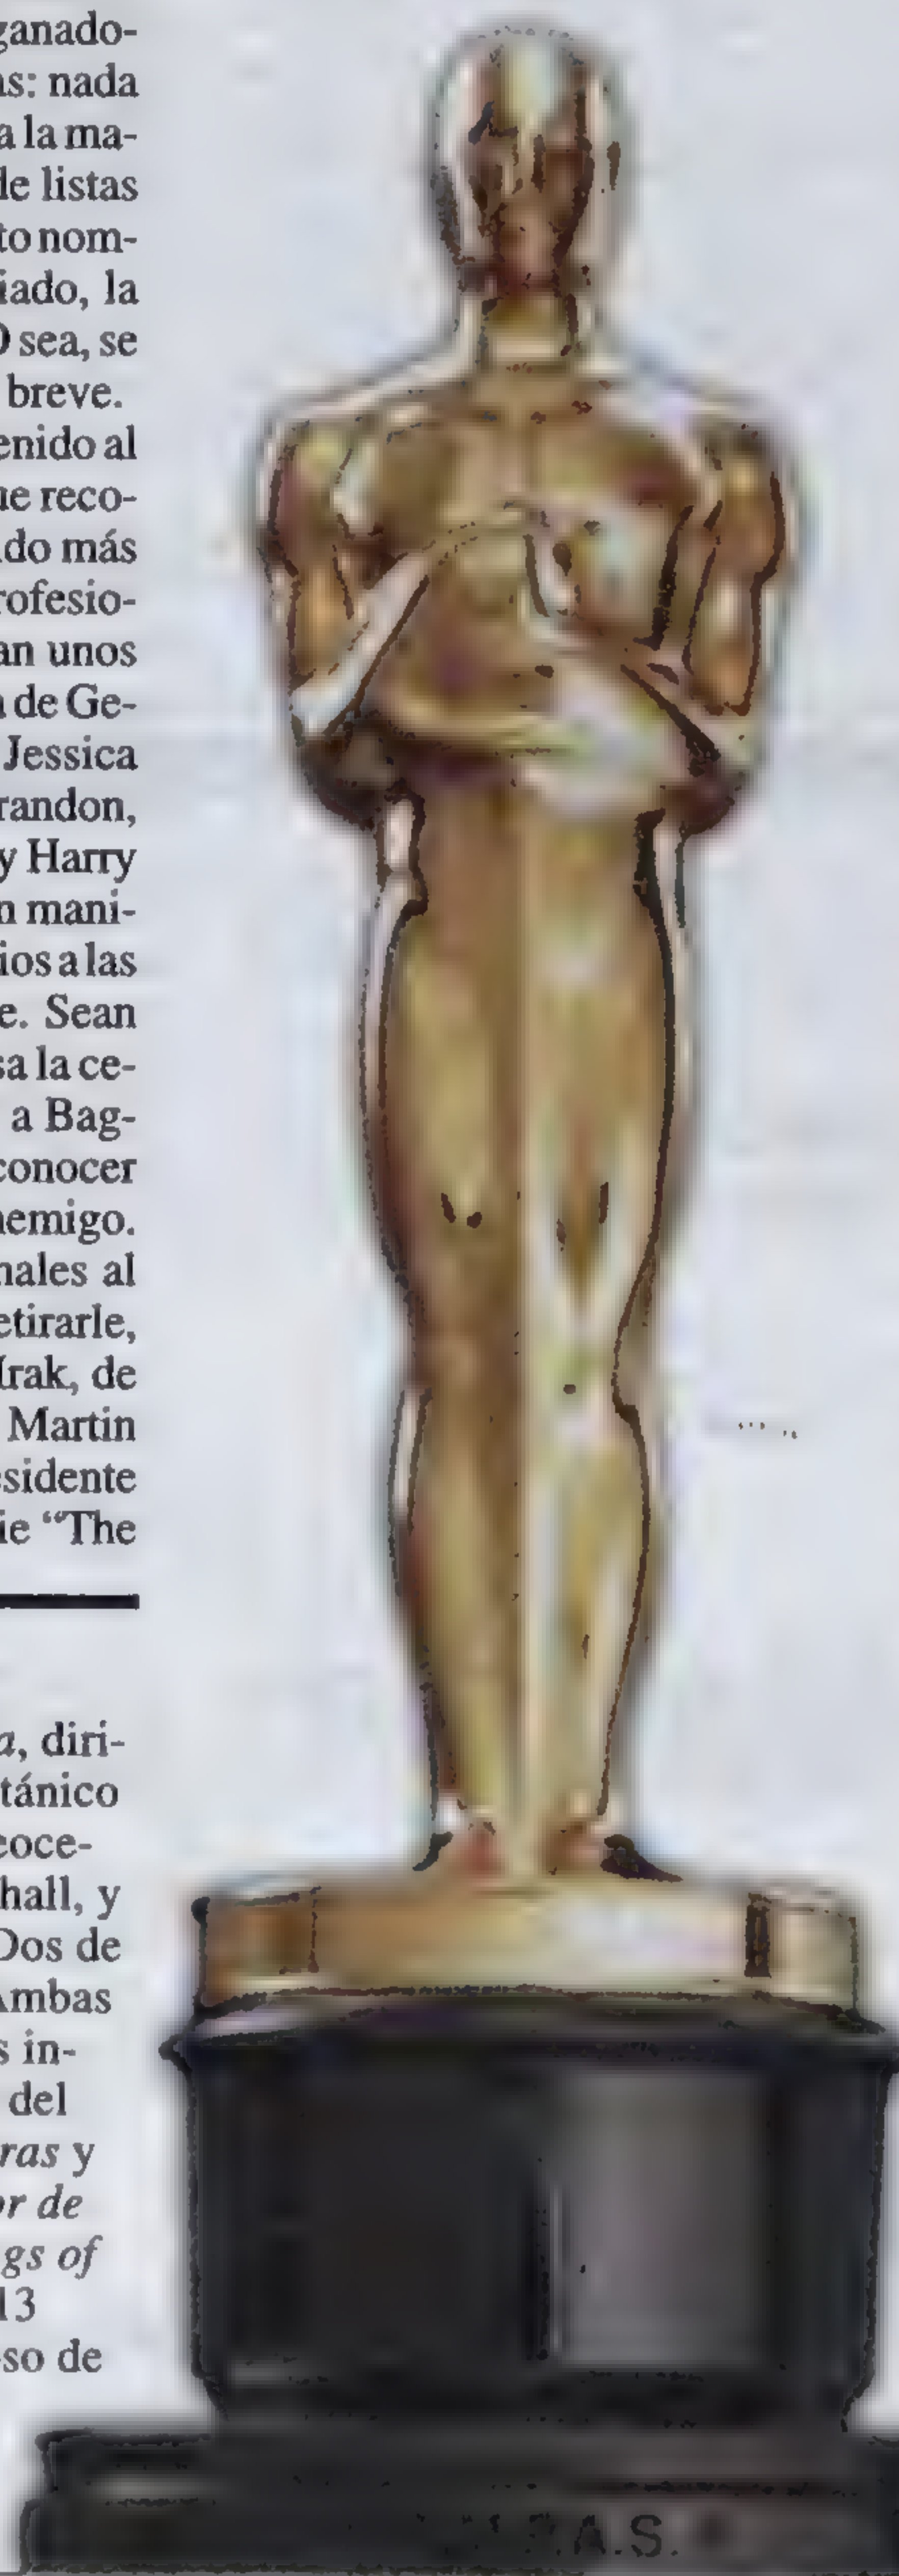 ganado-
as: nada
a la ma-
de listas
to nom-
iado, la
O sea, se
breve.
enido al
ue reco-
do más
rofesio-
an unos
de Ge-
Jessica
randon,
y Harry
n mani-
ios a las
e. Sean
sa la ce-
a Bag-
conocer
nemigo.
nales al
etirarle,
Irak, de
Martin
esidente
ie “The
a, diri-
tánico
eoce-
hall, y
Dos de
Ambas
s in-
del
ras y
or de
gs of
13
so de
.A.S.